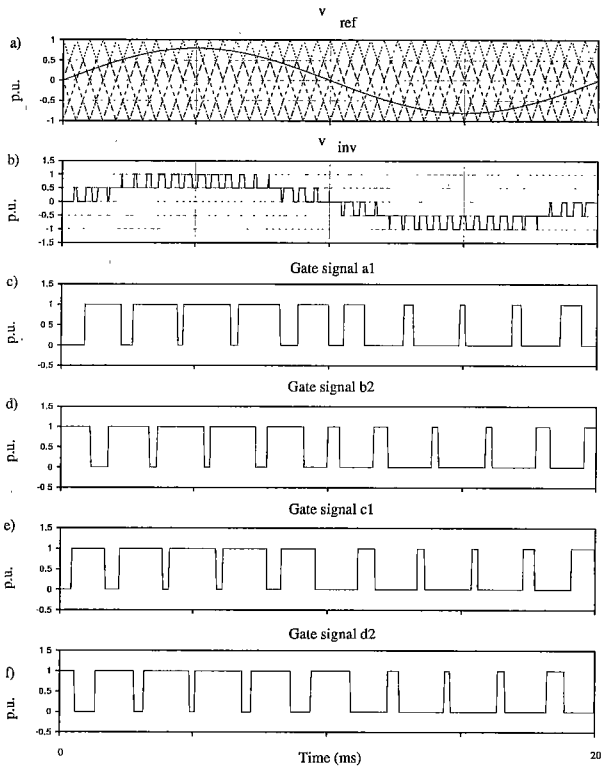 v
ref
a)
1
0.5
0
-0.5
-1
p.u.
v
inv
b)
1.5
1
0.5
0
-0.5
-1
-1.5
p.u.
Gate signal a1
c)
1.5
1
0.5
0
-0.5
p.u.
Gate signal b2
d)
1.5
1
0.5
0
-0.5
p.u.
Gate signal c1
e)
1.5
1
0.5
0
-0.5
p.u.
Gate signal d2
f)
1.5
1
0.5
0
-0.5
p.u.
0
Time (ms)
20